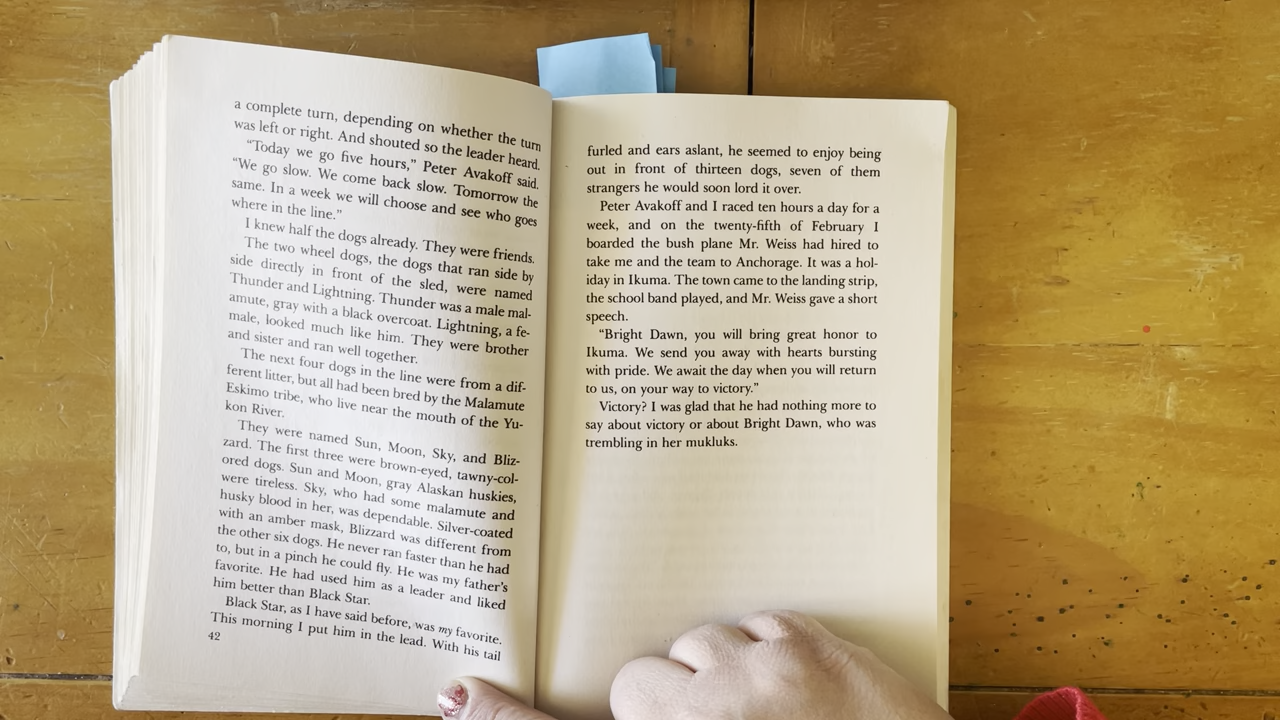 a complete turn, depending on whether the turn
was left or right. And shouted so the leader heard.
“Today we go five hours,” Peter Avakoff said.
“We go slow. We come back slow. Tomorrow the
same. In a week we will choose and see who goes
where in the line.”
I knew half the dogs already. They were friends.
The two wheel dogs, the dogs that ran side by
side directly in front of the sled, were named
Thunder and Lightning. Thunder was a male mal-
amute, gray with a black overcoat. Lightning, a fe-
male, looked much like him. They were brother
and sister and ran well together.
The next four dogs in the line were from a dif-
ferent litter, but all had been bred by the Malamute
Eskimo tribe, who live near the mouth of the Yu-
kon River.
They were named Sun, Moon, Sky, and Bliz-
zard. The first three were brown-eyed, tawny-col-
ored dogs. Sun and Moon, gray Alaskan huskies,
were tireless. Sky, who had some malamute and
husky blood in her, was dependable. Silver-coated
with an amber mask, Blizzard was different from
the other six dogs. He never ran faster than he had
to, but in a pinch he could fly. He was my father’s
favorite. He had used him as a leader and liked
him better than Black Star.
Black Star, as I have said before, was my favorite.
This morning I put him in the lead. With his tail
42
furled and ears aslant, he seemed to enjoy being
out in front of thirteen dogs, seven of them
strangers he would soon lord it over.
Peter Avakoff and I raced ten hours a day for a
week, and on the twenty-fifth of February I
boarded the bush plane Mr. Weiss had hired to
take me and the team to Anchorage. It was a hol-
iday in Ikuma. The town came to the landing strip,
the school band played, and Mr. Weiss gave a short
speech.
“Bright Dawn, you will bring great honor to
Ikuma. We send you away with hearts bursting
with pride. We await the day when you will return
to us, on your way to victory.”
Victory? I was glad that he had nothing more to
say about victory or about Bright Dawn, who was
trembling in her mukluks.